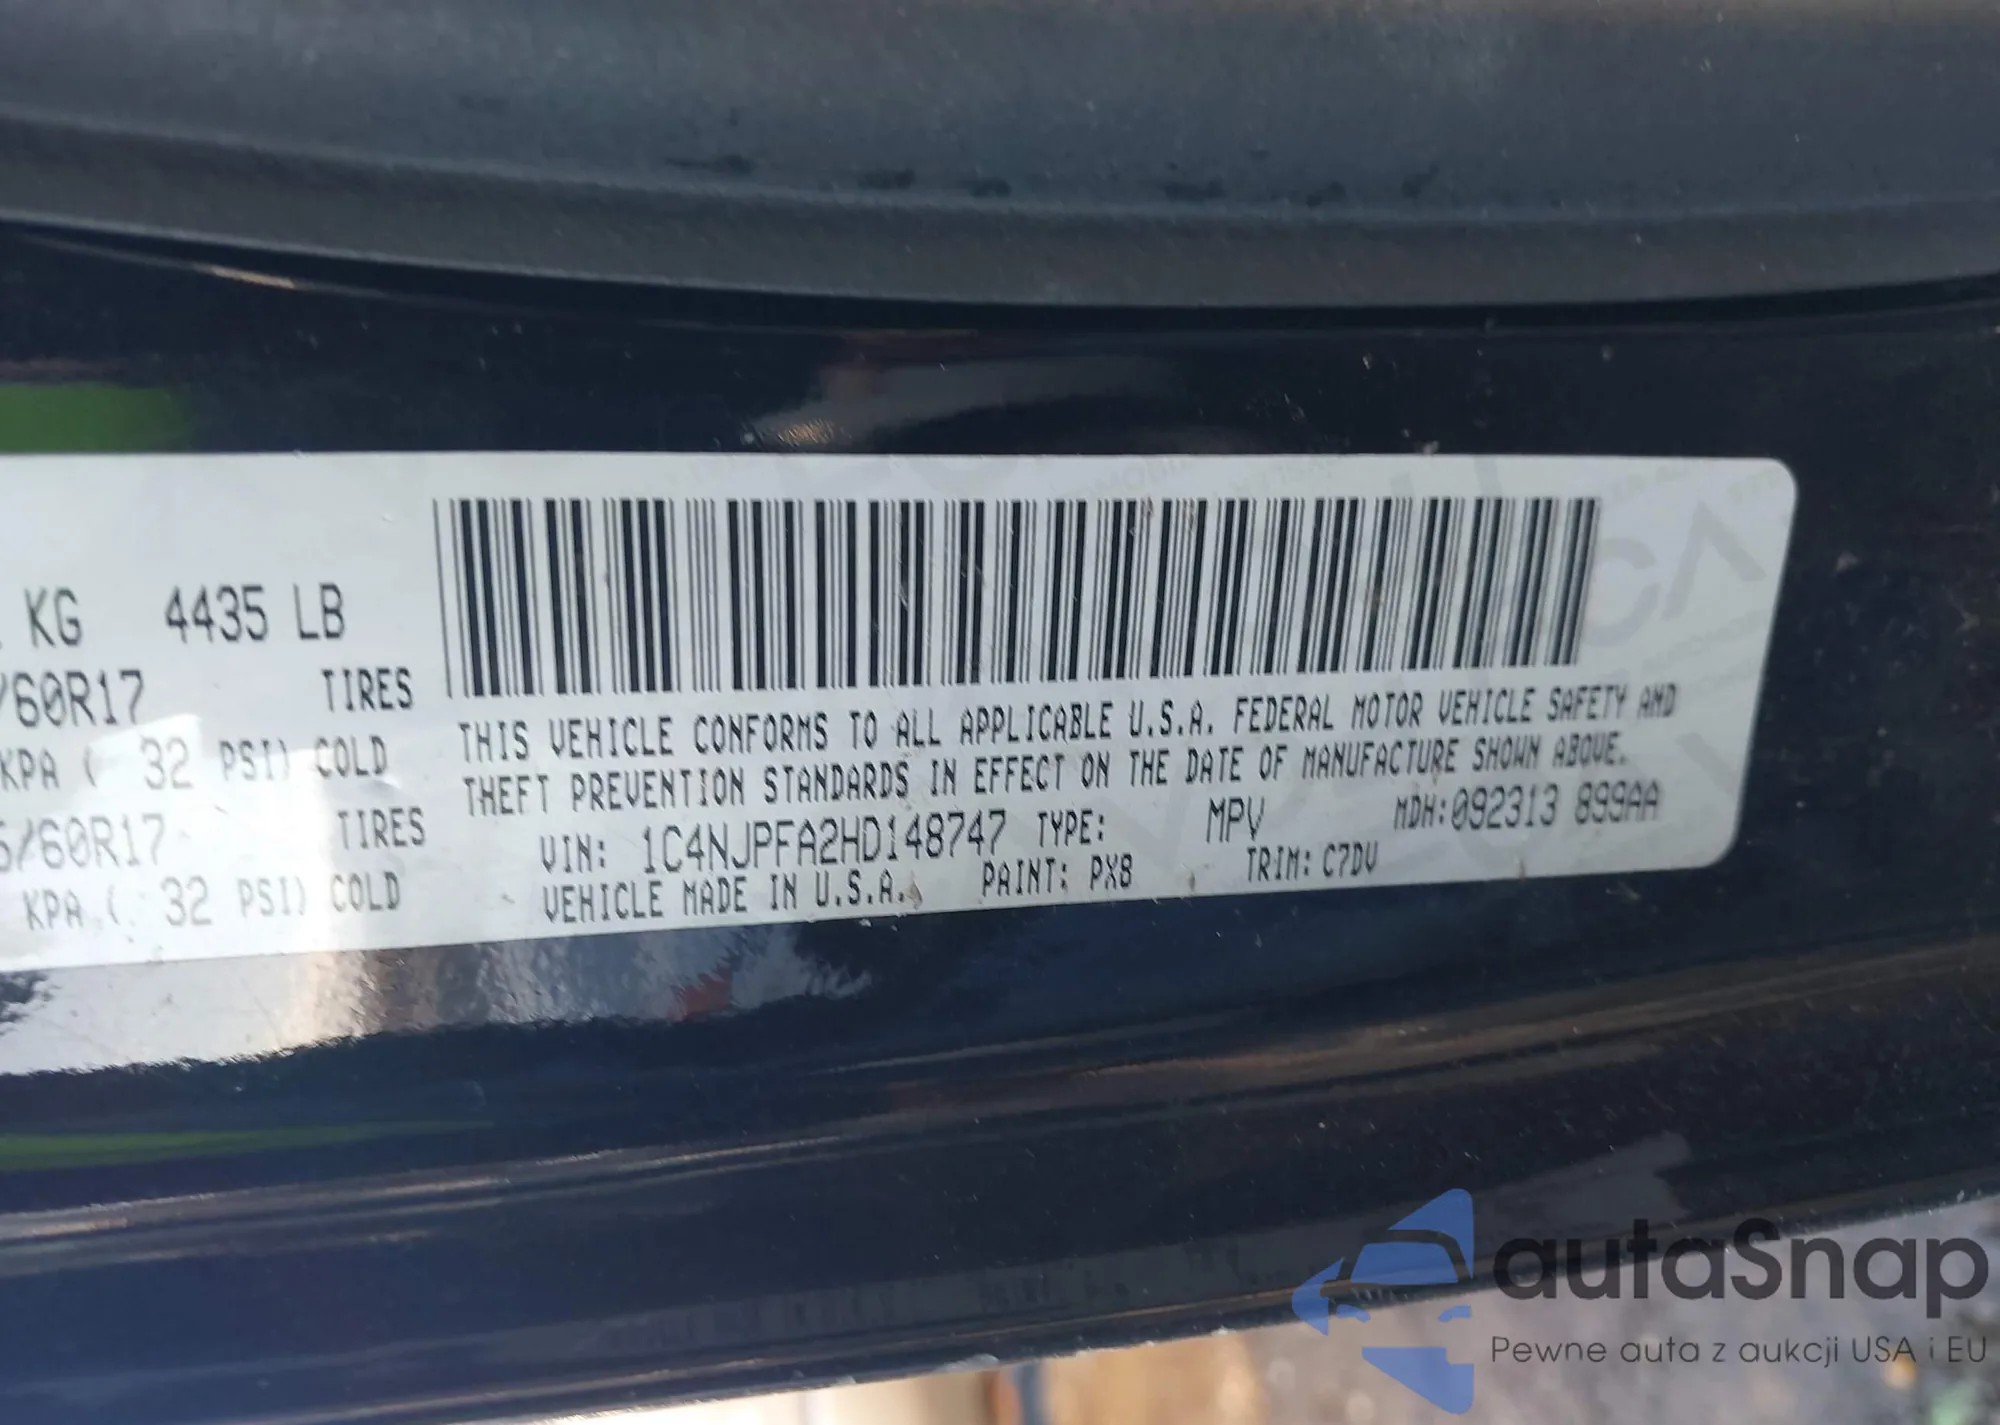 KG 4435 LB
/60R17 TIRES
KPA ( 32 PSI) COLD
5/60R17 TIRES
KPA ( 32 PSI) COLD
THIS VEHICLE CONFORMS TO ALL APPLICABLE U.S.A. FEDERAL MOTOR VEHICLE SAFETY AND
THEFT PREVENTION STANDARDS IN EFFECT ON THE DATE OF MANUFACTURE SHOWN ABOVE.
VIN: 1C4NJPFA2HD148747 TYPE: MPV MDH:092313 899AA
VEHICLE MADE IN U.S.A. PAINT: PX8 TRIM: C7DV
autaSnap
Pewne auta z aukcji USA i EU